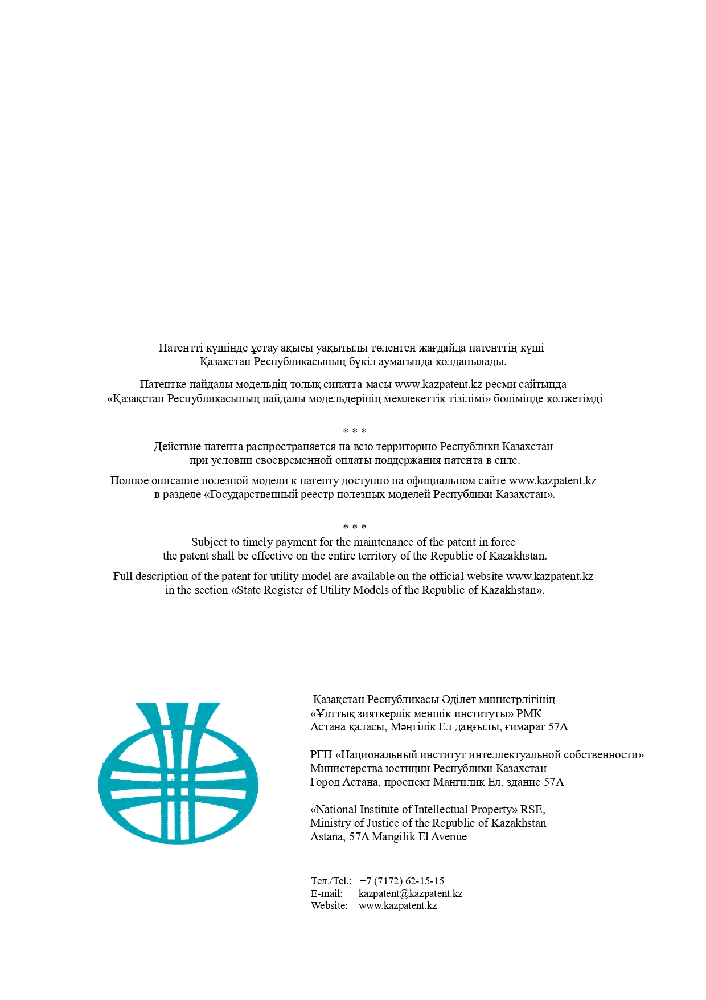 Патентті күшінде ұстау ақысы уақытылы төленген жағдайда патенттің күші
Қазақстан Республикасының бүкіл аумағында қолданылады.
Патентке пайдалы модельдің толық сипатта масы www.kazpatent.kz ресми сайтында
«Қазақстан Республикасының пайдалы модельдерінің мемлекеттік тізілімі» бөлімінде қолжетімді
* * *
Действие патента распространяется на всю территорию Республики Казахстан
при условии своевременной оплаты поддержания патента в силе.
Полное описание полезной модели к патенту доступно на официальном сайте www.kazpatent.kz
в разделе «Государственный реестр полезных моделей Республики Казахстан».
* * *
Subject to timely payment for the maintenance of the patent in force
the patent shall be effective on the entire territory of the Republic of Kazakhstan.
Full description of the patent for utility model are available on the official website www.kazpatent.kz
in the section «State Register of Utility Models of the Republic of Kazakhstan».
Қазақстан Республикасы Әділет министрлігінің
«Ұлттық зияткерлік меншік институты» РМК
Астана қаласы, Мәңгілік Ел даңғылы, ғимарат 57А
РГП «Национальный институт интеллектуальной собственности»
Министерства юстиции Республики Казахстан
Город Астана, проспект Мангилик Ел, здание 57А
«National Institute of Intellectual Property» RSE,
Ministry of Justice of the Republic of Kazakhstan
Astana, 57A Mangilik El Avenue
Тел./Tel.: +7 (7172) 62-15-15
E-mail: kazpatent@kazpatent.kz
Website: www.kazpatent.kz